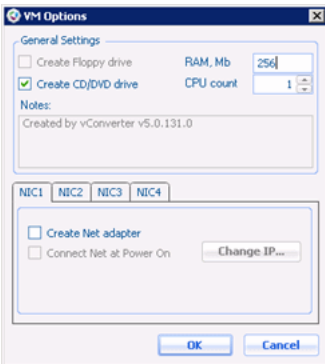 VM Options
General Settings
Create Floppy drive RAM, Mb 256
Create CD/DVD drive CPU count 1
Notes:
Created by vConverter v5.0.131.0
NIC1 NIC2 NIC3 NIC4
Create Net adapter
Connect Net at Power On Change IP...
OK Cancel